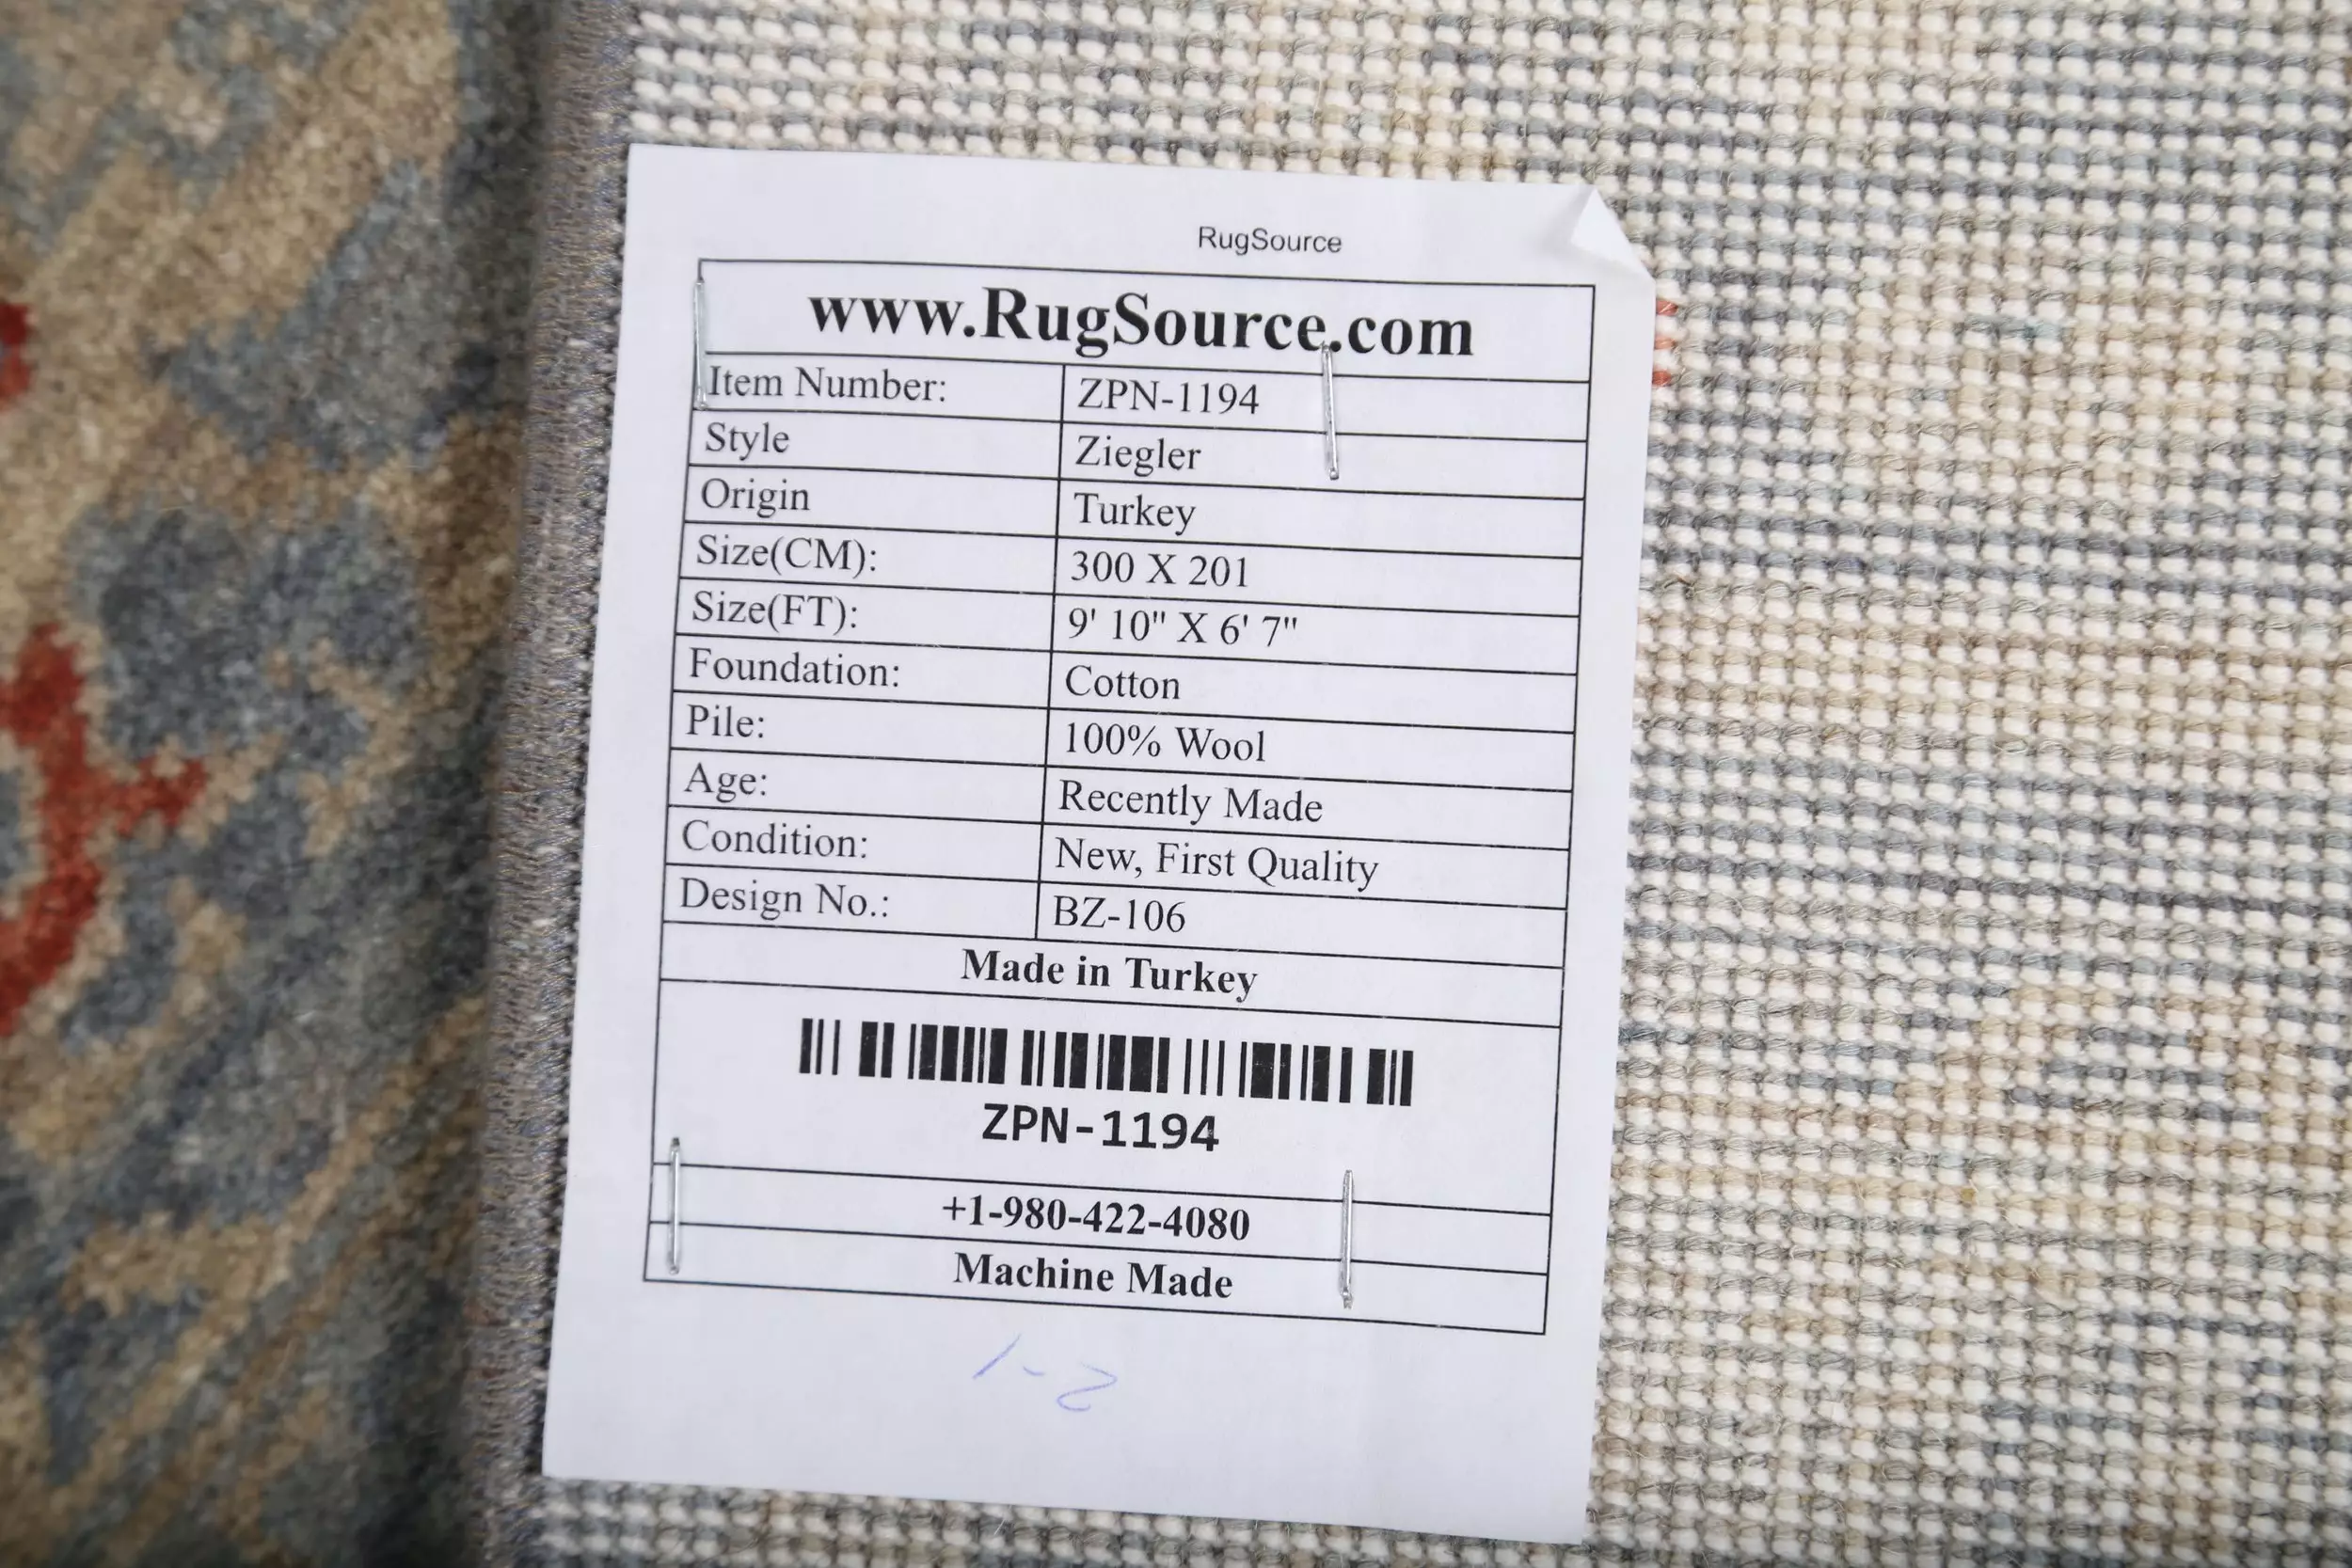 RugSource
www.RugSource.com
Item Number: ZPN-1194
Style Ziegler
Origin Turkey
Size(CM): 300 X 201
Size(FT): 9' 10" X 6' 7"
Foundation: Cotton
Pile: 100% Wool
Age: Recently Made
Condition: New, First Quality
Design No.: BZ-106
Made in Turkey
ZPN-1194
+1-980-422-4080
Machine Made
1-2